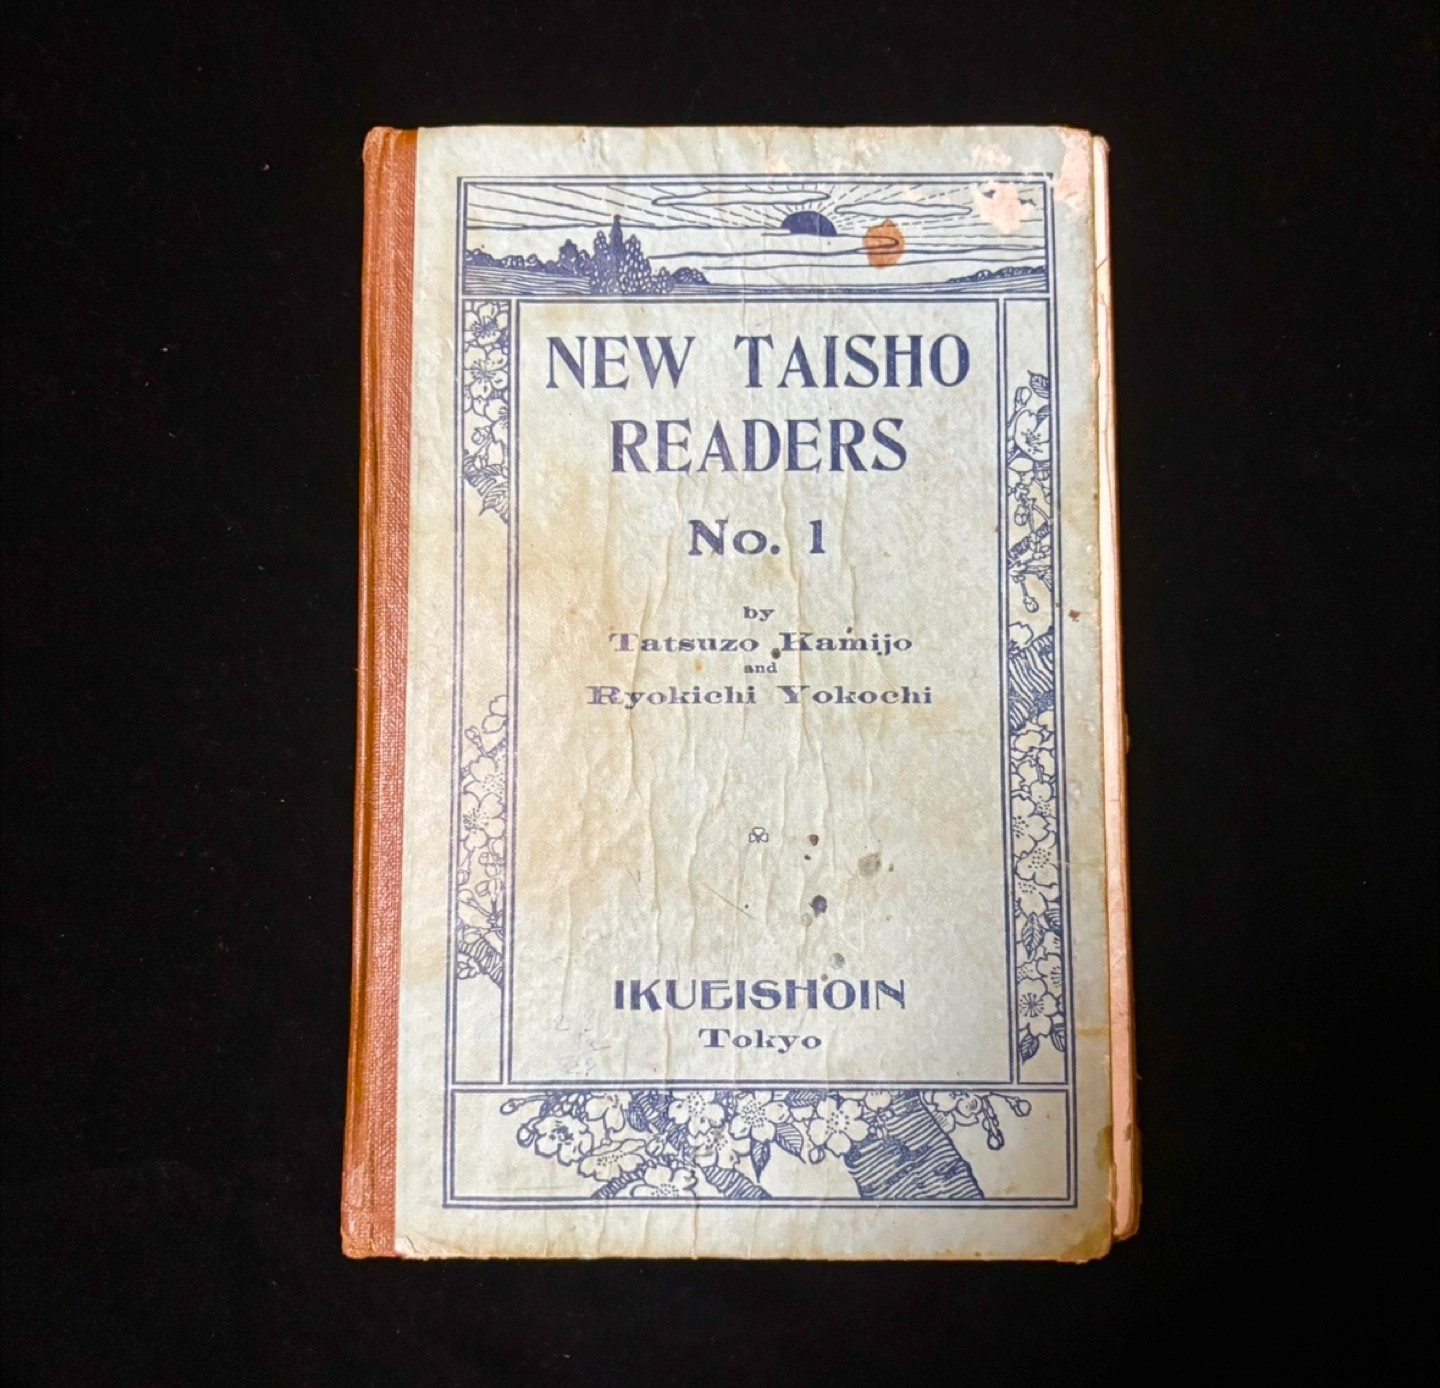 NEW TAISHO
READERS
No. 1
by
Tatsuzo Kamijo
and
Ryokichi Yokochi
IKUEISHOIN
Tokyo